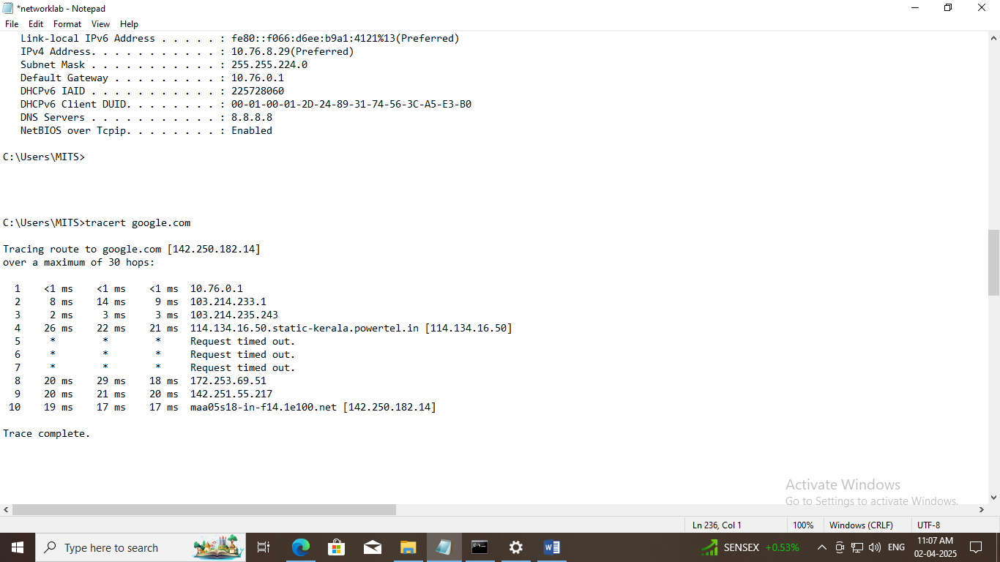 *networklab - Notepad
File Edit Format View Help
Link-local IPv6 Address . . . . . : fe80::f066:d6ee:b9a1:4121%13(Preferred)
IPv4 Address. . . . . . . . . . . : 10.76.8.29(Preferred)
Subnet Mask . . . . . . . . . . . : 255.255.224.0
Default Gateway . . . . . . . . . : 10.76.0.1
DHCPv6 IAID . . . . . . . . . . . : 225728060
DHCPv6 Client DUID. . . . . . . . : 00-01-00-01-2D-24-89-31-74-56-3C-A5-E3-B0
DNS Servers . . . . . . . . . . . : 8.8.8.8
NetBIOS over Tcpip. . . . . . . . : Enabled
C:\Users\MITS>
C:\Users\MITS>tracert google.com
Tracing route to google.com [142.250.182.14]
over a maximum of 30 hops:
1 <1 ms <1 ms <1 ms 10.76.0.1
2 8 ms 14 ms 9 ms 103.214.233.1
3 2 ms 3 ms 3 ms 103.214.235.243
4 26 ms 22 ms 21 ms 114.134.16.50.static-kerala.powertel.in [114.134.16.50]
5 * * * Request timed out.
6 * * * Request timed out.
7 * * * Request timed out.
8 20 ms 29 ms 18 ms 172.253.69.51
9 20 ms 21 ms 20 ms 142.251.55.217
10 19 ms 17 ms 17 ms maa05s18-in-f14.1e100.net [142.250.182.14]
Trace complete.
Activate Windows
Go to Settings to activate Windows.
Ln 236, Col 1 100% Windows (CRLF) UTF-8
Type here to search
SENSEX +0.53% ENG 11:07 AM
02-04-2025